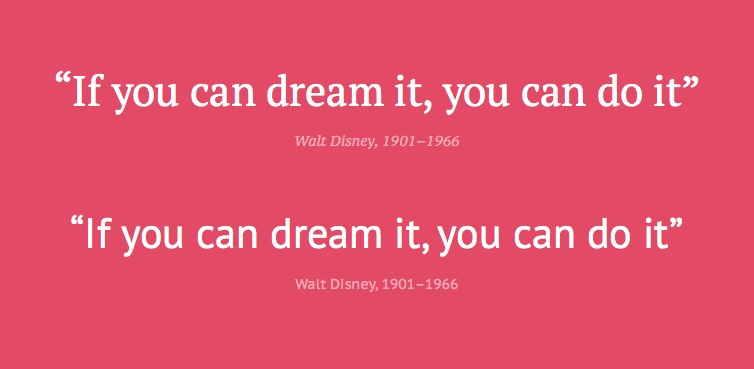 “If you can dream it, you can do it”
Walt Disney, 1901–1966
“If you can dream it, you can do it”
Walt Disney, 1901–1966